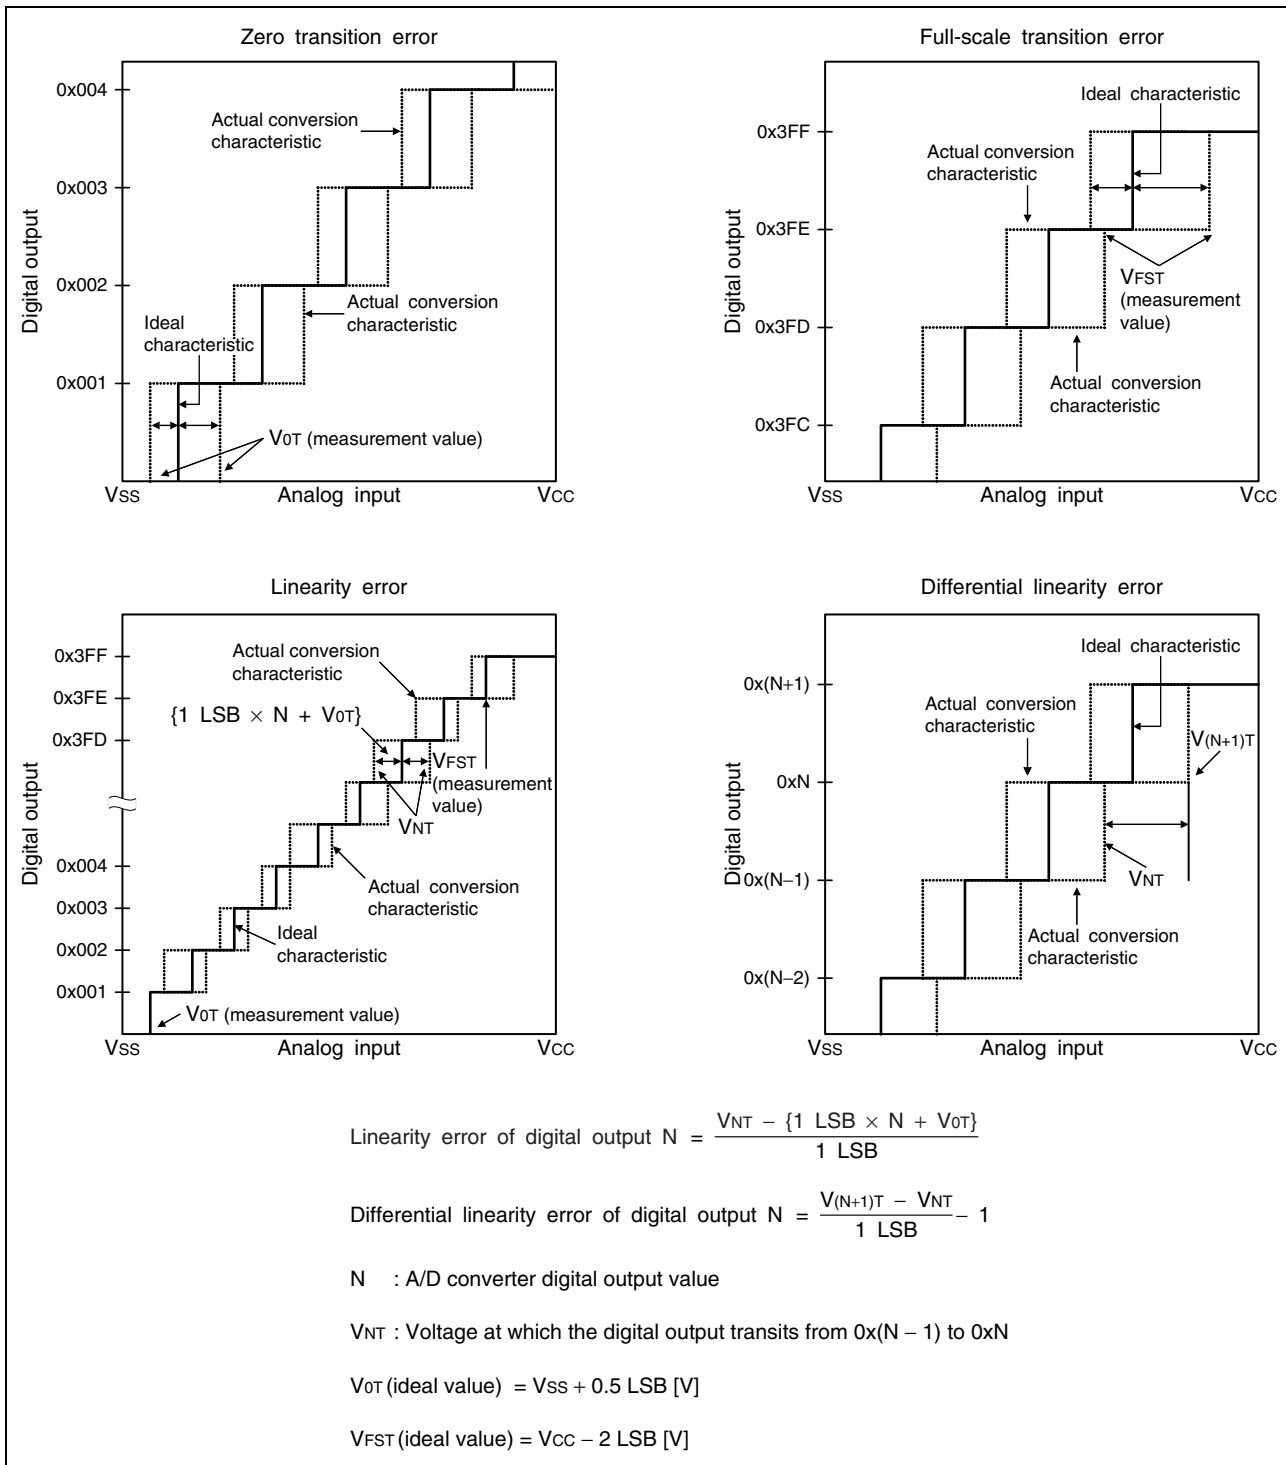 Zero transition error
0x004
0x003
0x002
0x001
Digital output
Actual conversion
characteristic
Actual conversion
characteristic
Ideal
characteristic
V0T (measurement value)
VSS
Analog input
VCC
Full-scale transition error
0x3FF
0x3FE
0x3FD
0x3FC
Digital output
Ideal characteristic
Actual conversion
characteristic
VFST
(measurement
value)
Actual conversion
characteristic
VSS
Analog input
VCC
Linearity error
0x3FF
0x3FE
0x3FD
0x004
0x003
0x002
0x001
Digital output
Actual conversion
characteristic
{1 LSB × N + V0T}
VFST
(measurement
value)
VNT
Actual conversion
characteristic
Ideal
characteristic
V0T (measurement value)
VSS
Analog input
VCC
Differential linearity error
0x(N+1)
0xN
0x(N−1)
0x(N−2)
Digital output
Ideal characteristic
Actual conversion
characteristic
V(N+1)T
VNT
Actual conversion
characteristic
VSS
Analog input
VCC
Linearity error of digital output N = VNT − {1 LSB × N + V0T} / 1 LSB
Differential linearity error of digital output N = V(N+1)T − VNT / 1 LSB − 1
N : A/D converter digital output value
VNT : Voltage at which the digital output transits from 0x(N − 1) to 0xN
V0T (ideal value) = VSS + 0.5 LSB [V]
VFST (ideal value) = VCC − 2 LSB [V]